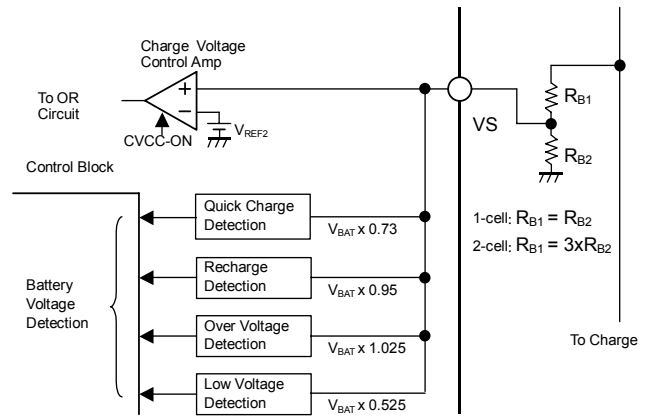 Charge Voltage
Control Amp
To OR
Circuit
+
−
CVCC-ON
VREF2
VS
RB1
RB2
Control Block
1-cell: RB1 = RB2
2-cell: RB1 = 3xRB2
Quick Charge
Detection
VBAT x 0.73
Recharge
Detection
VBAT x 0.95
Battery
Voltage
Detection
Over Voltage
Detection
VBAT x 1.025
To Charge
Low Voltage
Detection
VBAT x 0.525